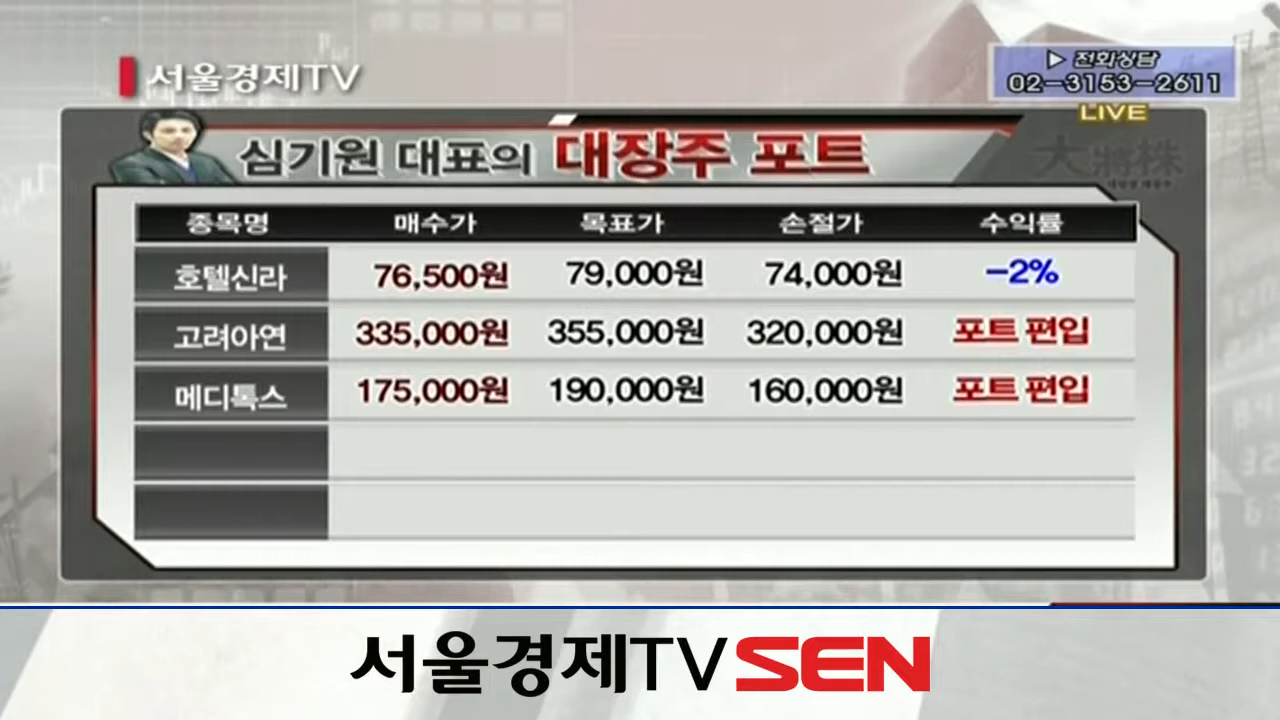 서울경제TV
▶ 전화상담
02-3153-2611
LIVE
심기원 대표의 대장주 포트
大將株
종목명 매수가 목표가 손절가 수익률
호텔신라 76,500원 79,000원 74,000원 -2%
고려아연 335,000원 355,000원 320,000원 포트 편입
메디톡스 175,000원 190,000원 160,000원 포트 편입
서울경제TV SEN